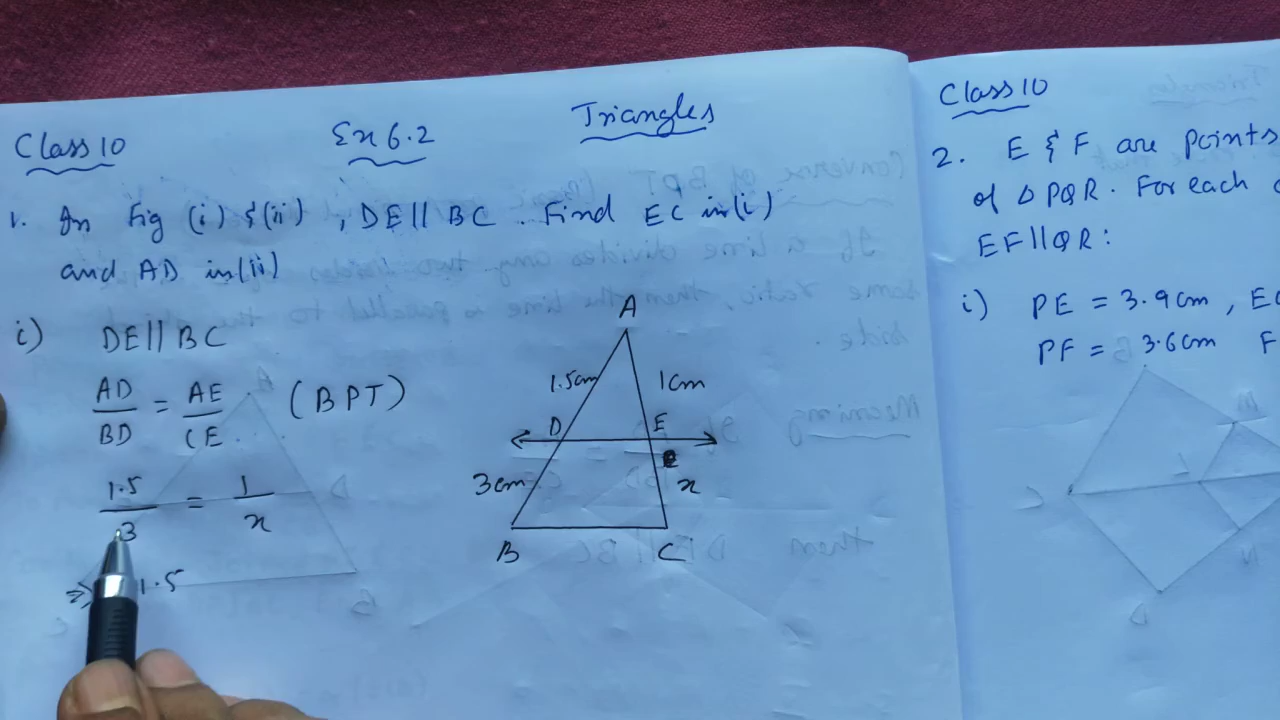 Class 10 Ex 6.2 Triangles
1. In Fig (i) & (ii) , DE || BC . Find EC in (i)
and AD in (ii)
i) DE || BC
AD/BD = AE/CE (BPT)
1.5/3 = 1/x
⇒ 1.5
A
1.5cm 1cm
D E
3cm x
B C
Class 10
2. E & F are points
of Δ PQR . For each
EF || QR :
i) PE = 3.9cm ,
PF = 3.6cm F